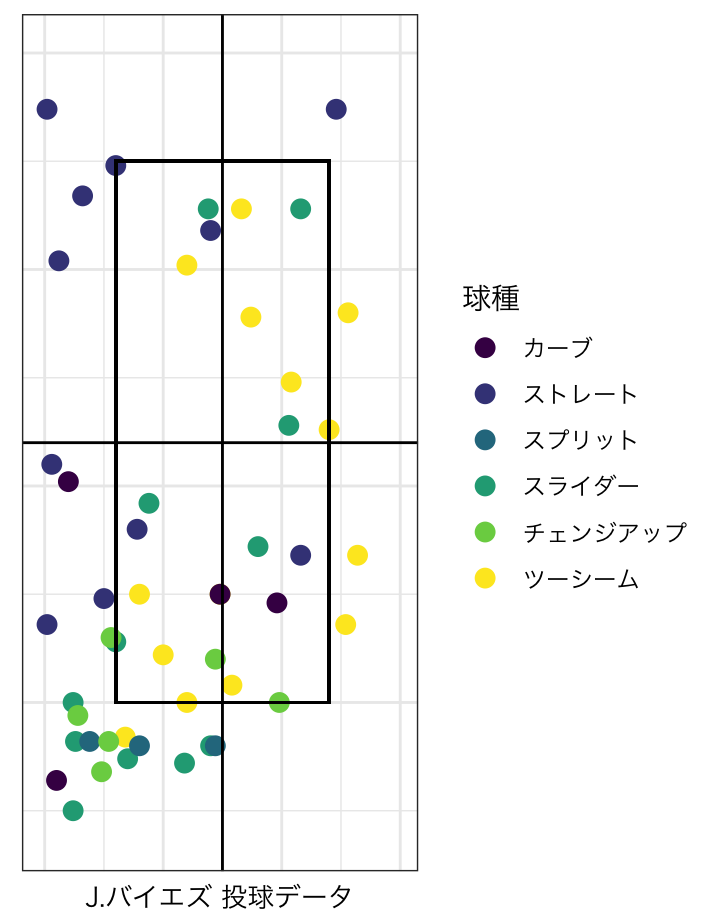 球種
カーブ
ストレート
スプリット
スライダー
チェンジアップ
ツーシーム
J.バイエズ 投球データ